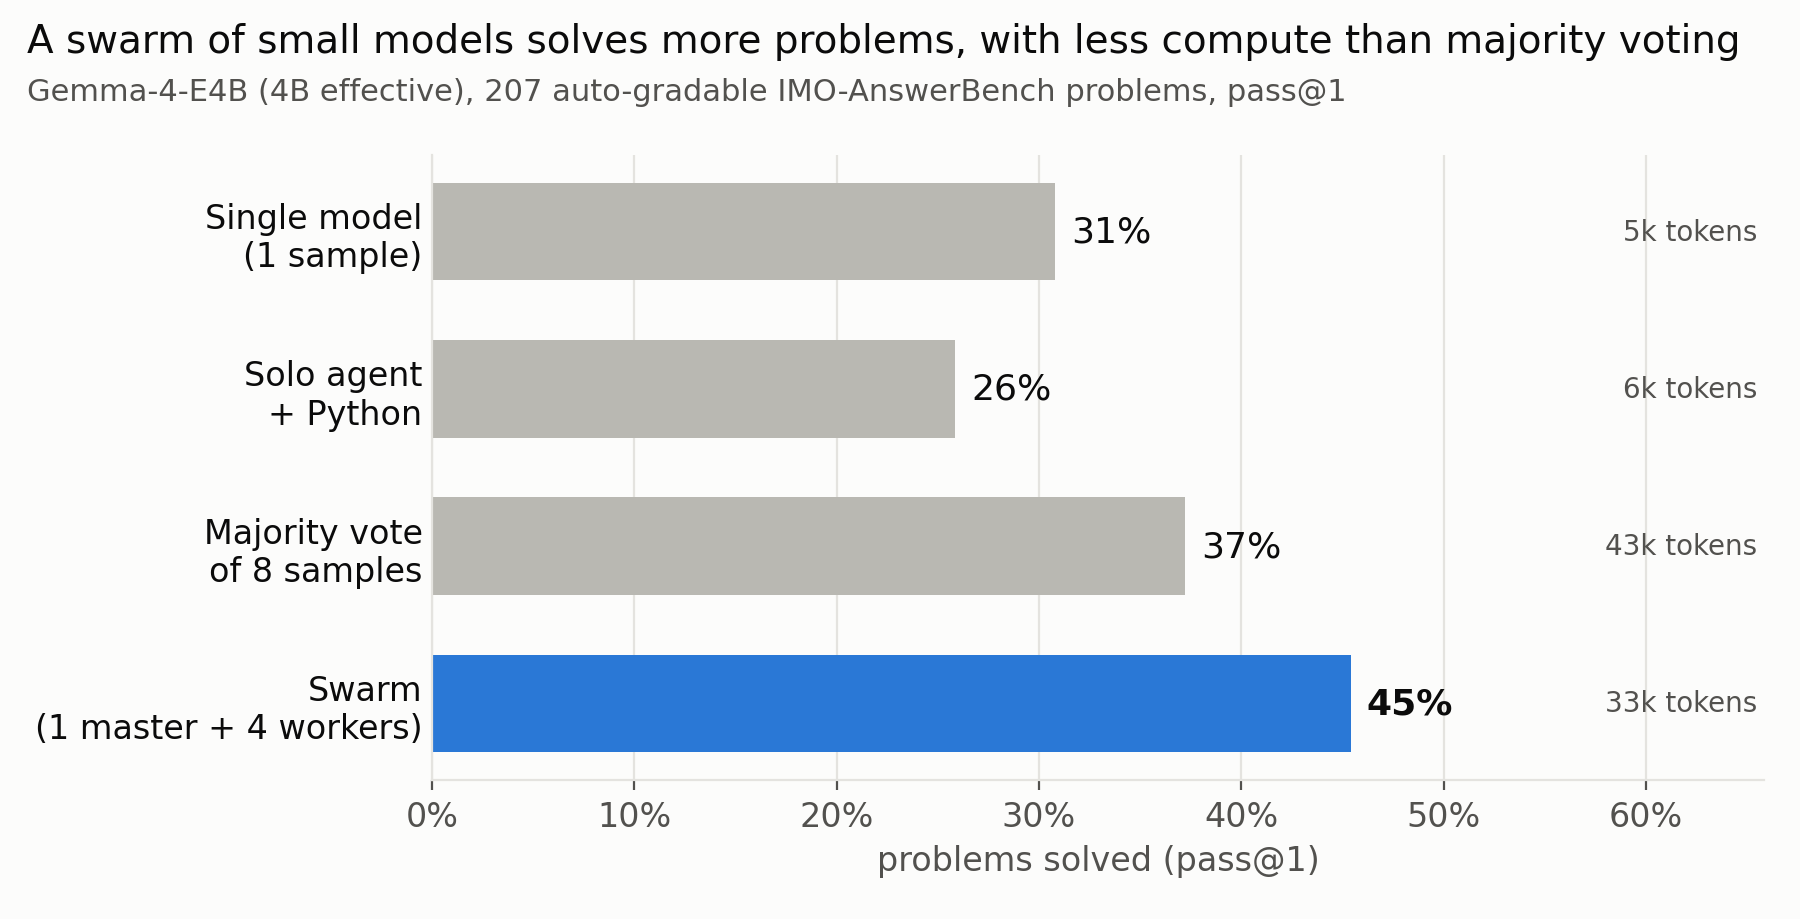 A swarm of small models solves more problems, with less compute than majority voting
Gemma-4-E4B (4B effective), 207 auto-gradable IMO-AnswerBench problems, pass@1
Single model
(1 sample)
31%
5k tokens
Solo agent
+ Python
26%
6k tokens
Majority vote
of 8 samples
37%
43k tokens
Swarm
(1 master + 4 workers)
45%
33k tokens
0% 10% 20% 30% 40% 50% 60%
problems solved (pass@1)